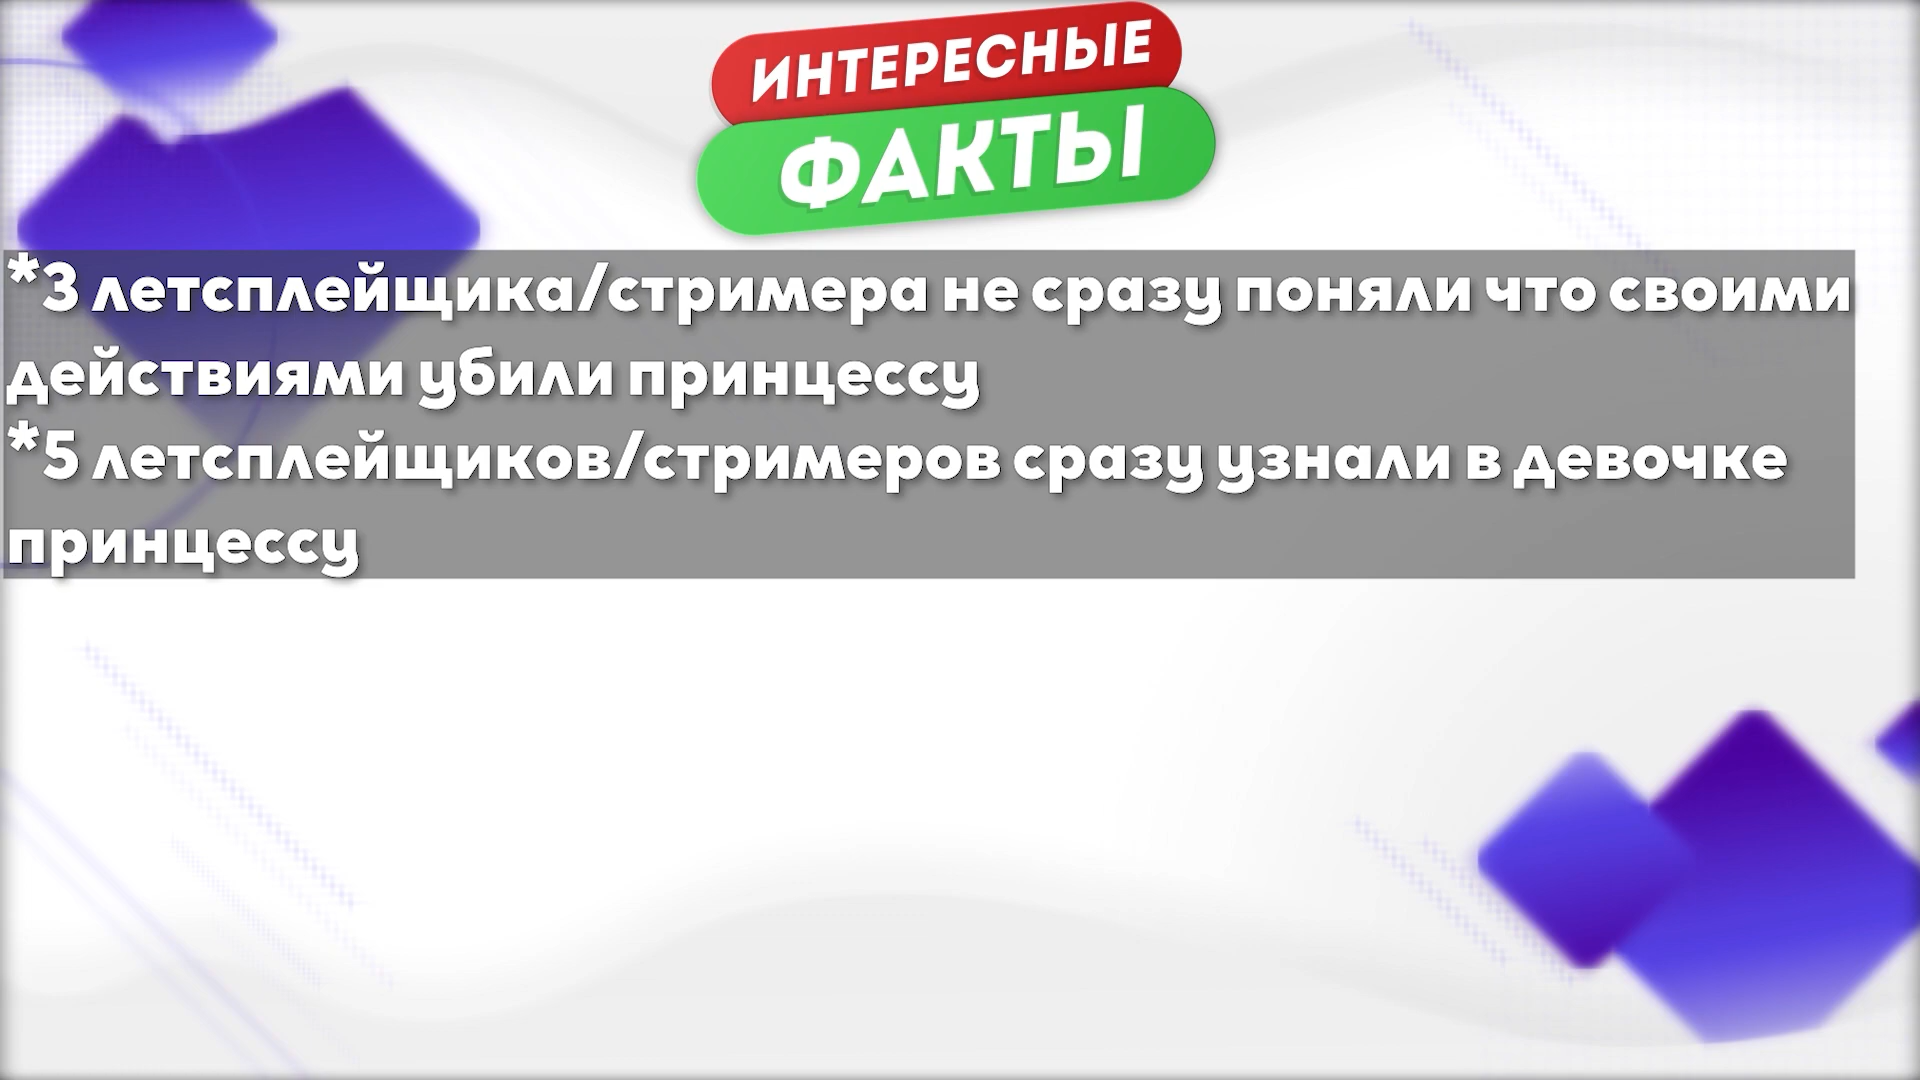 ИНТЕРЕСНЫЕ
ФАКТЫ
*3 летсплейщика/стримера не сразу поняли что своими
действиями убили принцессу
*5 летсплейщиков/стримеров сразу узнали в девочке
принцессу